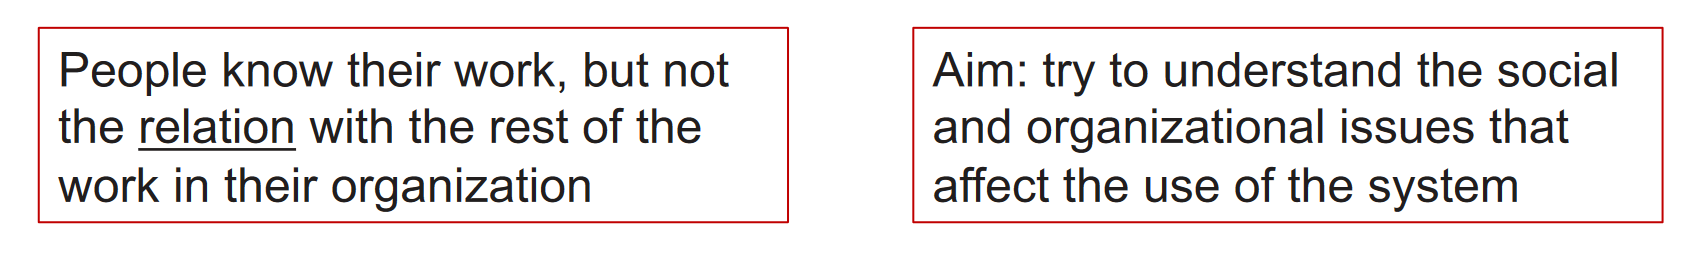 People know their work, but not
the relation with the rest of the
work in their organization
Aim: try to understand the social
and organizational issues that
affect the use of the system